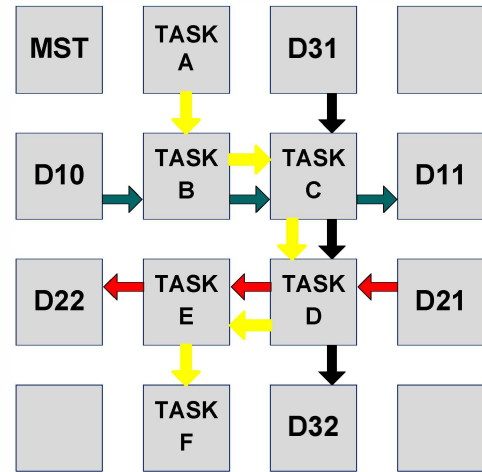 MST
TASK
A
D31
D10
TASK
B
TASK
C
D11
D22
TASK
E
TASK
D
D21
TASK
F
D32